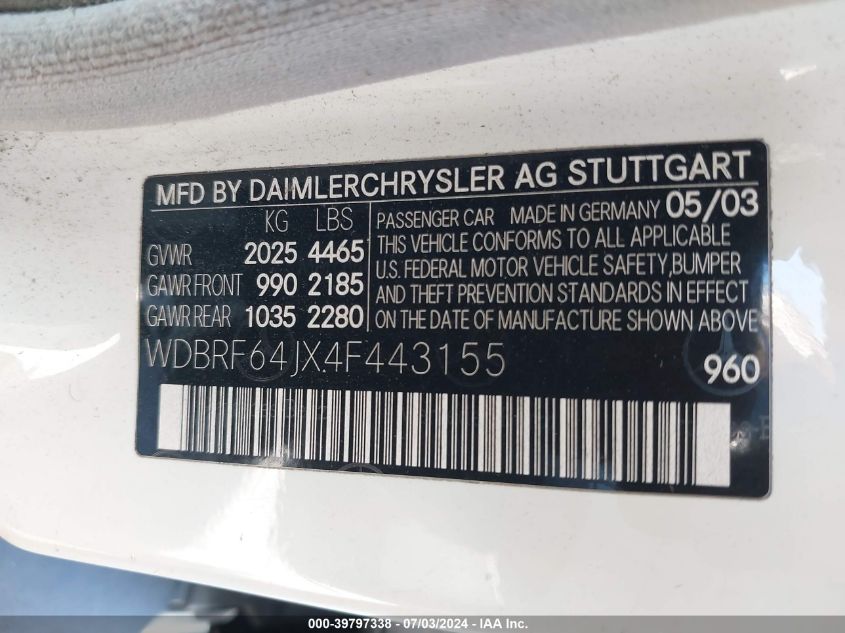 MFD BY DAIMLERCHRYSLER AG STUTTGART
KG LBS
GVWR 2025 4465
GAWR FRONT 990 2185
GAWR REAR 1035 2280
PASSENGER CAR MADE IN GERMANY 05/03
THIS VEHICLE CONFORMS TO ALL APPLICABLE
U.S. FEDERAL MOTOR VEHICLE SAFETY,BUMPER
AND THEFT PREVENTION STANDARDS IN EFFECT
ON THE DATE OF MANUFACTURE SHOWN ABOVE
WDBRF64JX4F443155
960
000-39797338 - 07/03/2024 - IAA Inc.